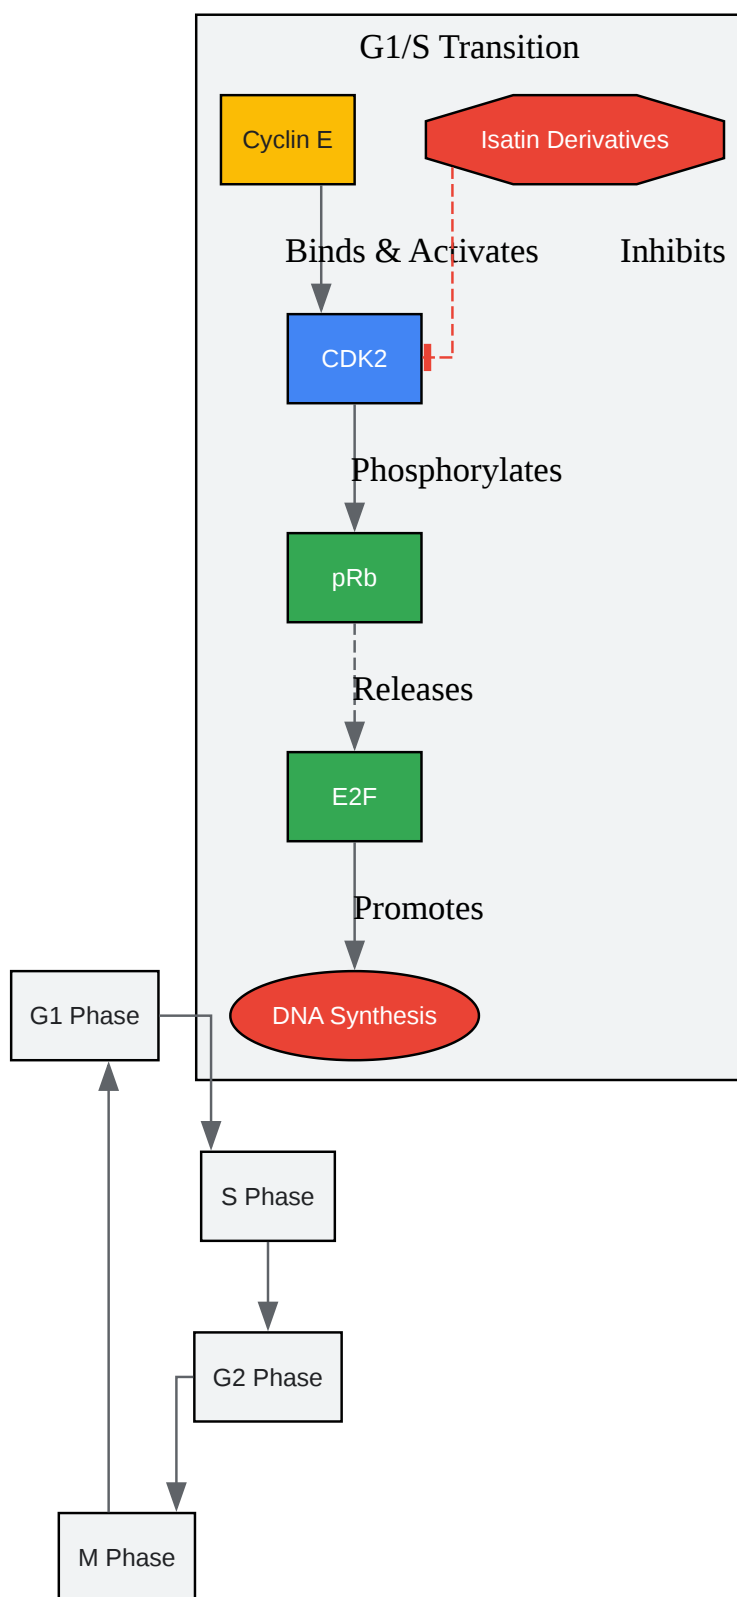 G1/S Transition
Cyclin E
Isatin Derivatives
Binds & Activates
Inhibits
CDK2
Phosphorylates
pRb
Releases
E2F
Promotes
G1 Phase
DNA Synthesis
S Phase
G2 Phase
M Phase